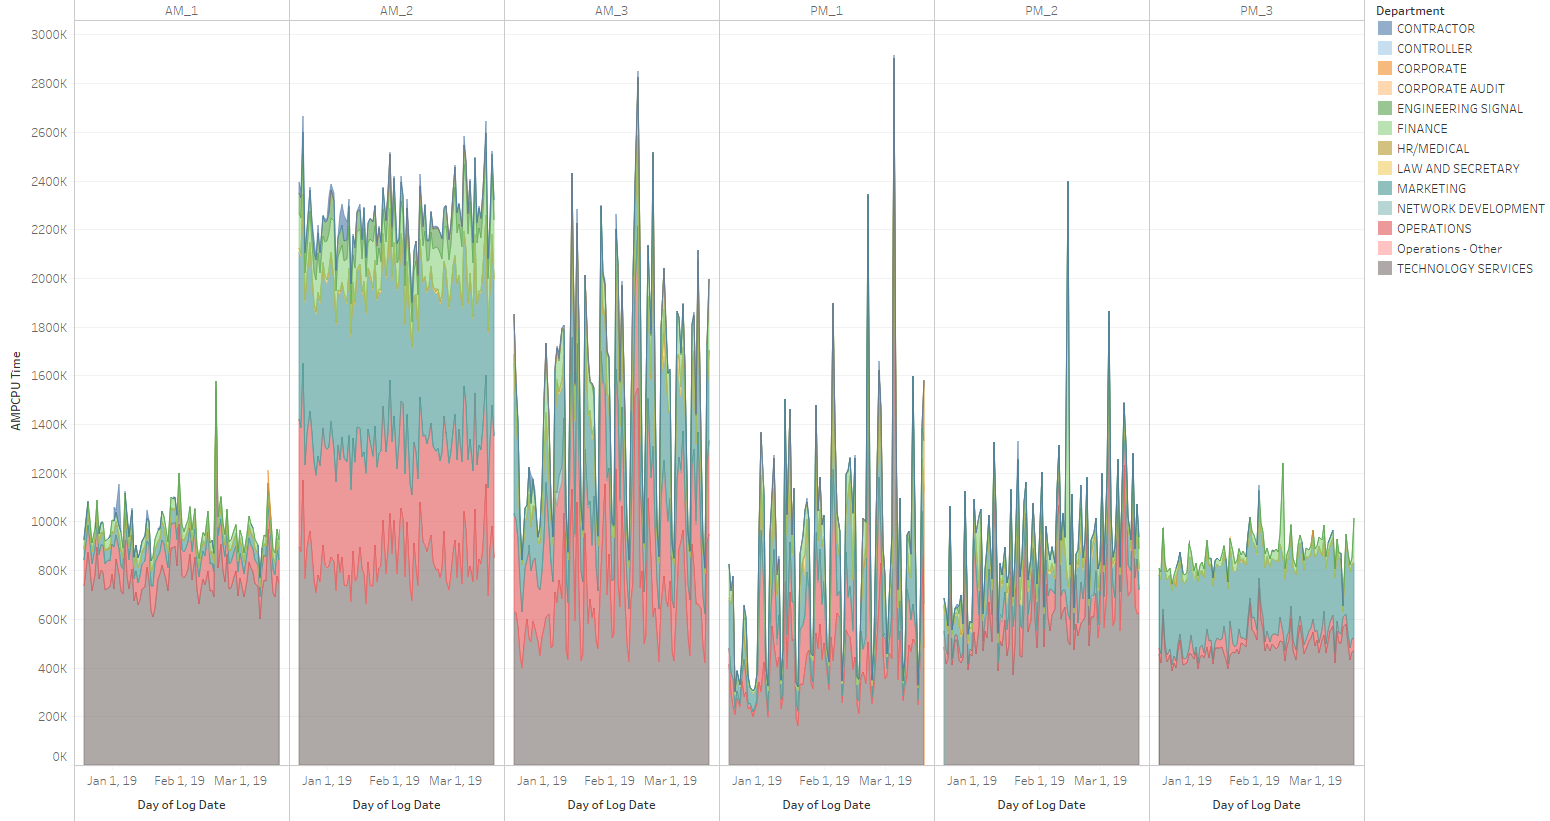 AM_1 AM_2 AM_3 PM_1 PM_2 PM_3
Department
CONTRACTOR
CONTROLLER
CORPORATE
CORPORATE AUDIT
ENGINEERING SIGNAL
FINANCE
HR/MEDICAL
LAW AND SECRETARY
MARKETING
NETWORK DEVELOPMENT
OPERATIONS
Operations - Other
TECHNOLOGY SERVICES
AMPCPU Time
3000K
2800K
2600K
2400K
2200K
2000K
1800K
1600K
1400K
1200K
1000K
800K
600K
400K
200K
0K
Jan 1, 19 Feb 1, 19 Mar 1, 19 Jan 1, 19 Feb 1, 19 Mar 1, 19 Jan 1, 19 Feb 1, 19 Mar 1, 19 Jan 1, 19 Feb 1, 19 Mar 1, 19 Jan 1, 19 Feb 1, 19 Mar 1, 19 Jan 1, 19 Feb 1, 19 Mar 1, 19
Day of Log Date Day of Log Date Day of Log Date Day of Log Date Day of Log Date Day of Log Date